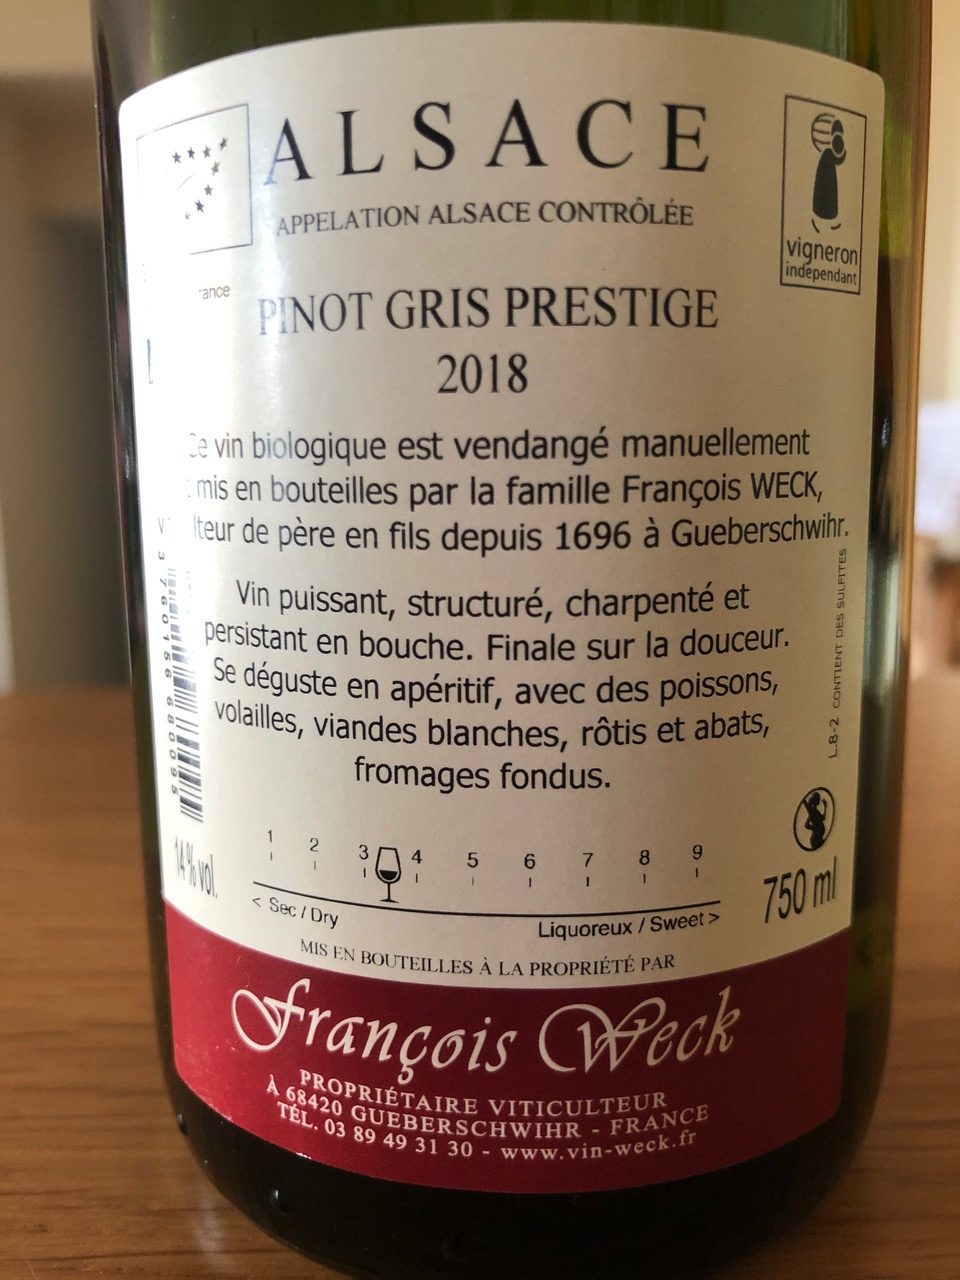 ALSACE
APPELATION ALSACE CONTRÔLÉE
vigneron
indépendant
PINOT GRIS PRESTIGE
2018
Ce vin biologique est vendangé manuellement
mis en bouteilles par la famille François WECK,
de père en fils depuis 1696 à Gueberschwihr.
Vin puissant, structuré, charpenté et
persistant en bouche. Finale sur la douceur.
Se déguste en apéritif, avec des poissons,
volailles, viandes blanches, rôtis et abats,
fromages fondus.
L.8-2 CONTIENT DES SULFITES
3 760156 680095
1 2 3 4 5 6 7 8 9
< Sec / Dry
Liquoreux / Sweet >
14 % vol.
750 ml
MIS EN BOUTEILLES À LA PROPRIÉTÉ PAR
François Weck
PROPRIÉTAIRE VITICULTEUR
À 68420 GUEBERSCHWIHR - FRANCE
TÉL. 03 89 49 31 30 - www.vin-weck.fr